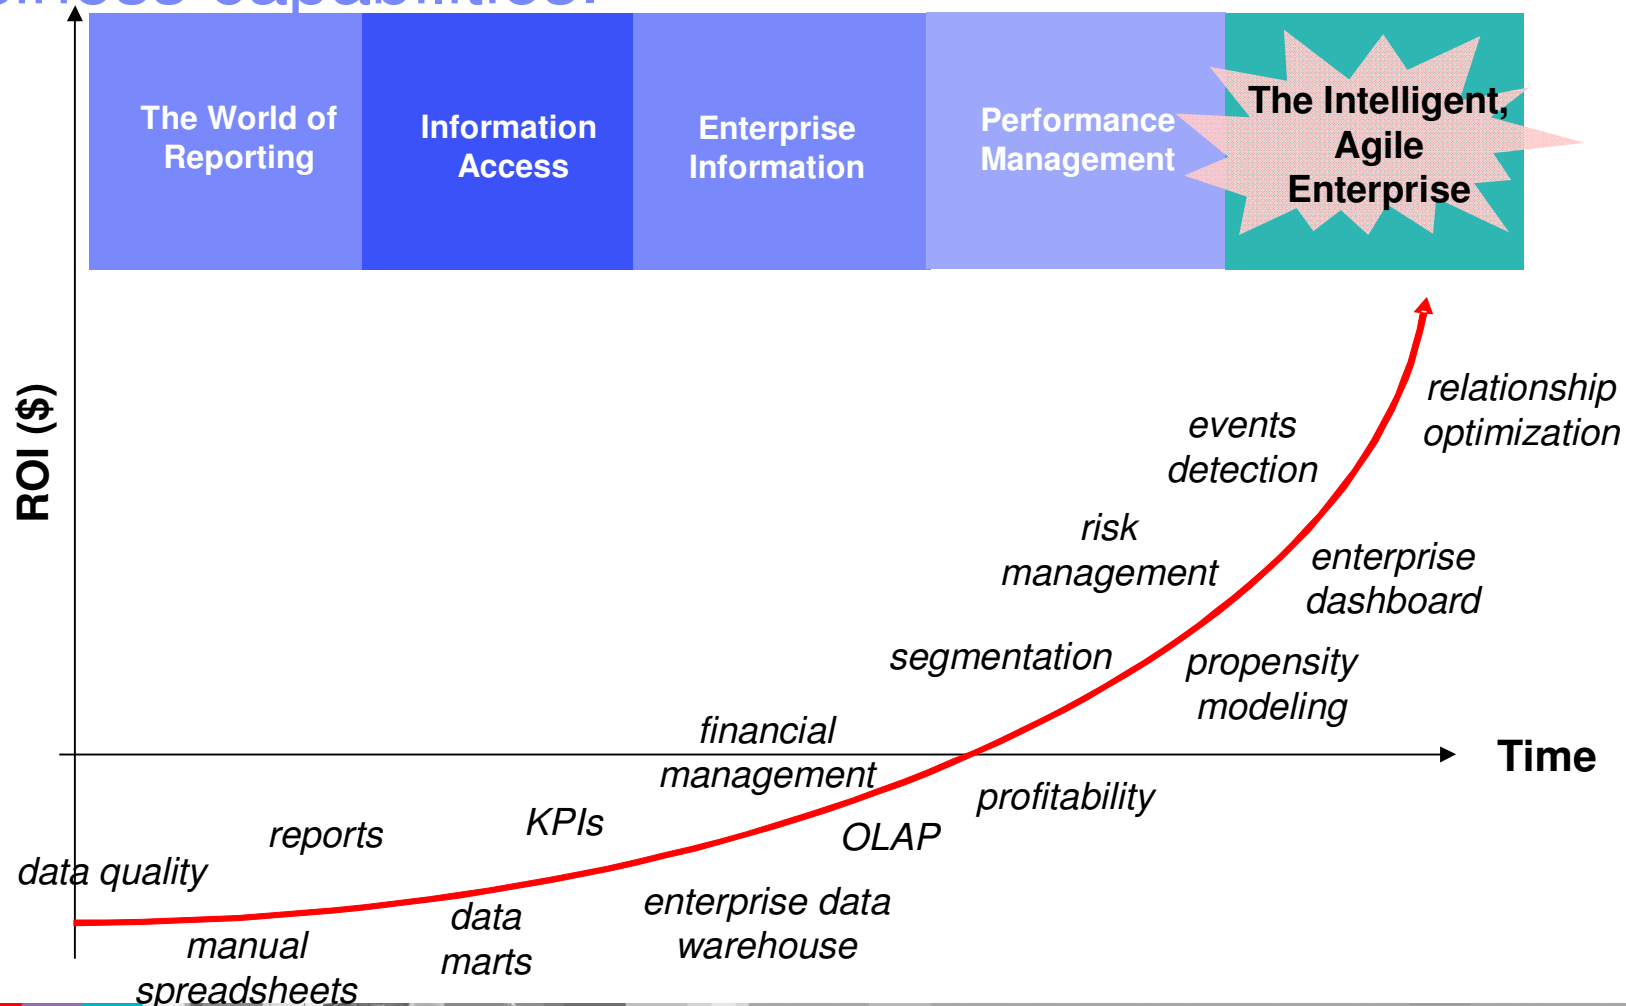 capabilities.
The World of
Reporting
Information
Access
Enterprise
Information
Performance
Management
The Intelligent,
Agile
Enterprise
ROI ($)
relationship
optimization
events
detection
risk
management
enterprise
dashboard
segmentation
propensity
modeling
financial
management
Time
profitability
KPIs
OLAP
reports
data quality
enterprise data
warehouse
data
marts
manual
spreadsheets